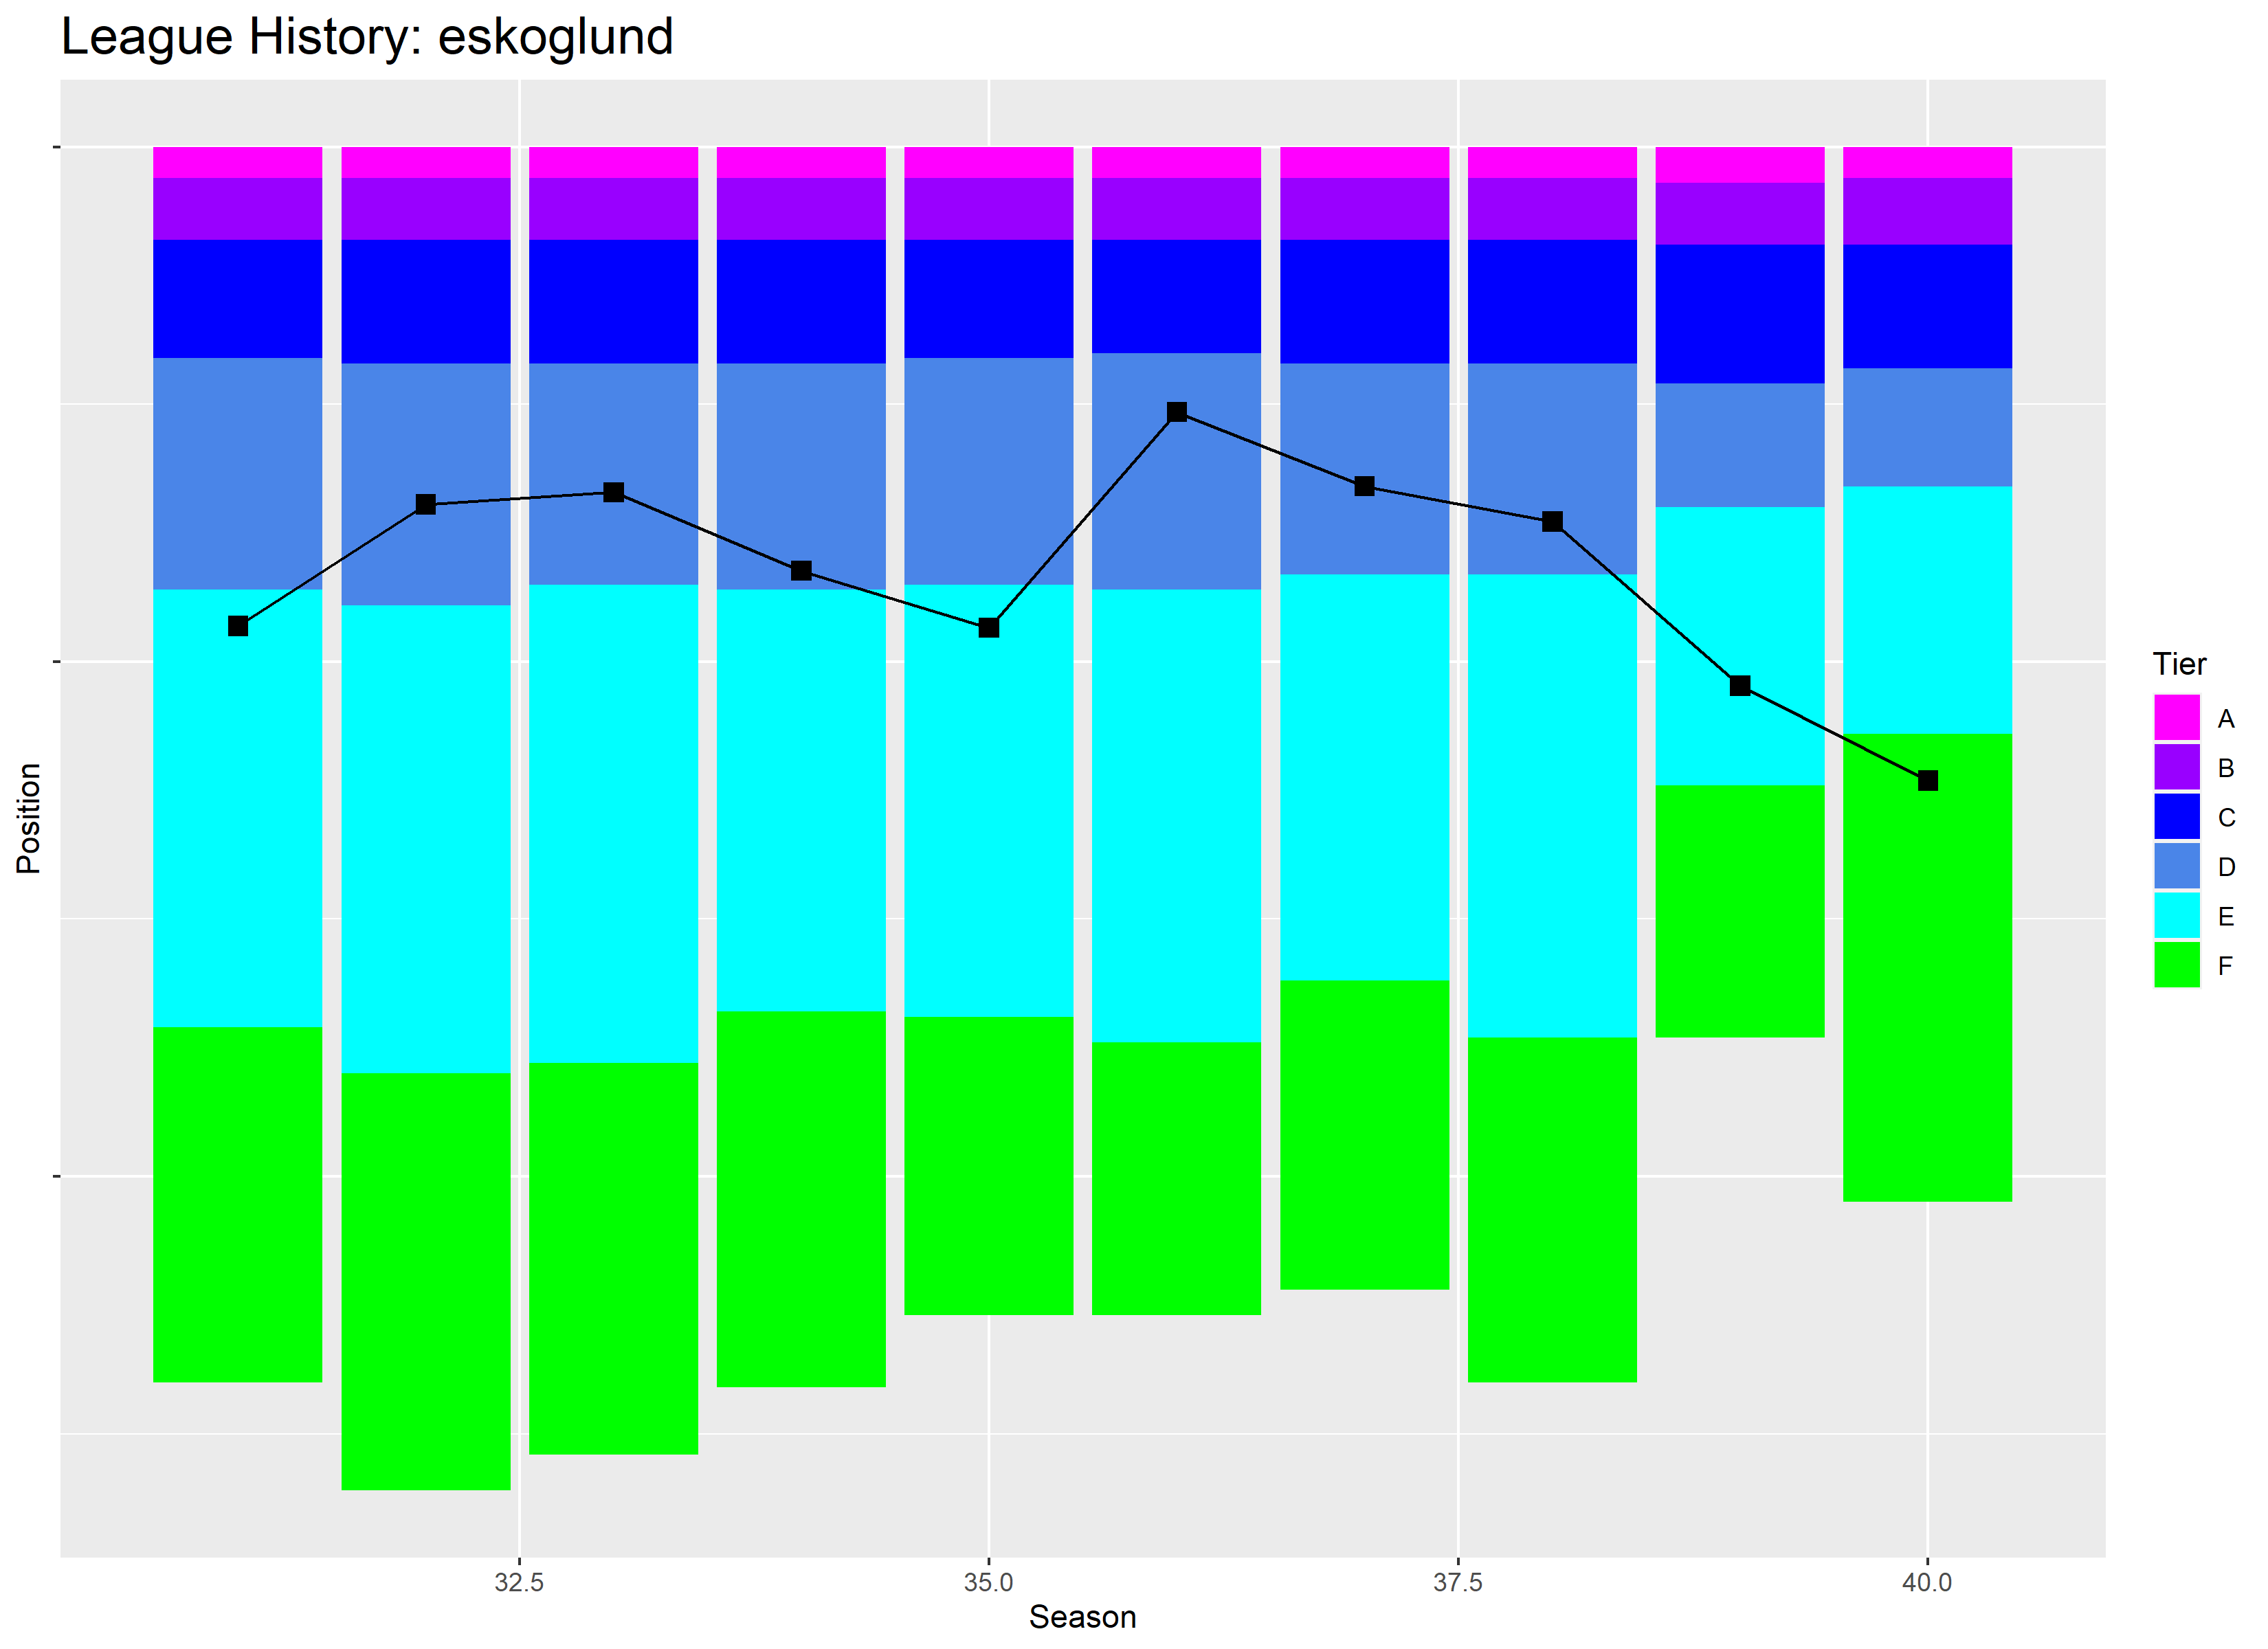 League History: eskoglund
Position
Tier
A
B
C
D
E
F
32.5
35.0
37.5
40.0
Season